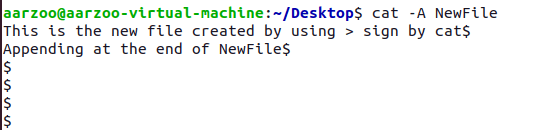 aarzoo@aarzoo-virtual-machine:~/Desktop$ cat -A NewFile
This is the new file created by using > sign by cat$
Appending at the end of NewFile$
$
$
$
$